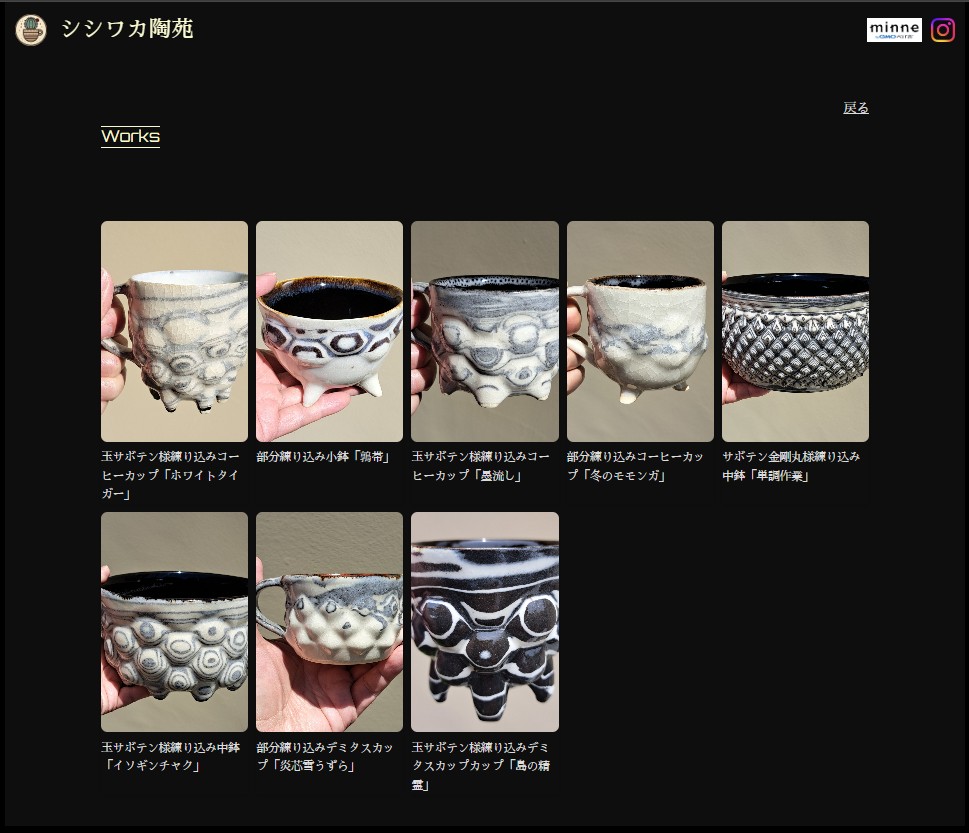 シシワカ陶苑
minne
by GMOペパボ
戻る
Works
玉サボテン様練り込みコー
ヒーカップ「ホワイトタイ
ガー」
部分練り込み小鉢「鶉帯」
玉サボテン様練り込みコー
ヒーカップ「墨流し」
部分練り込みコーヒーカッ
プ「冬のモモンガ」
サボテン金剛丸様練り込み
中鉢「単調作業」
玉サボテン様練り込み中鉢
「イソギンチャク」
部分練り込みデミタスカッ
プ「炎芯雪うずら」
玉サボテン様練り込みデミ
タスカップカップ「島の精
霊」